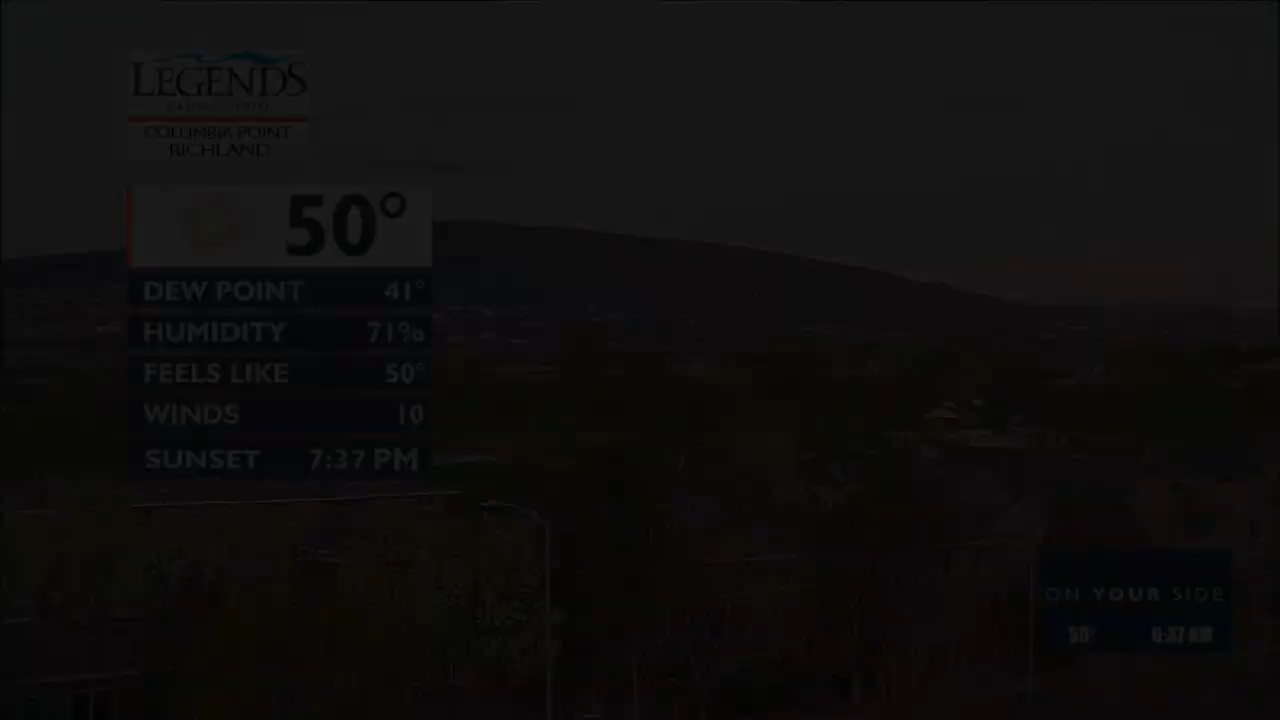 LEGENDS
COLUMBIA POINT
RICHLAND
50°
DEW POINT 41°
HUMIDITY 71%
FEELS LIKE 50°
WINDS 10
SUNSET 7:37 PM
ON YOUR SIDE
50°